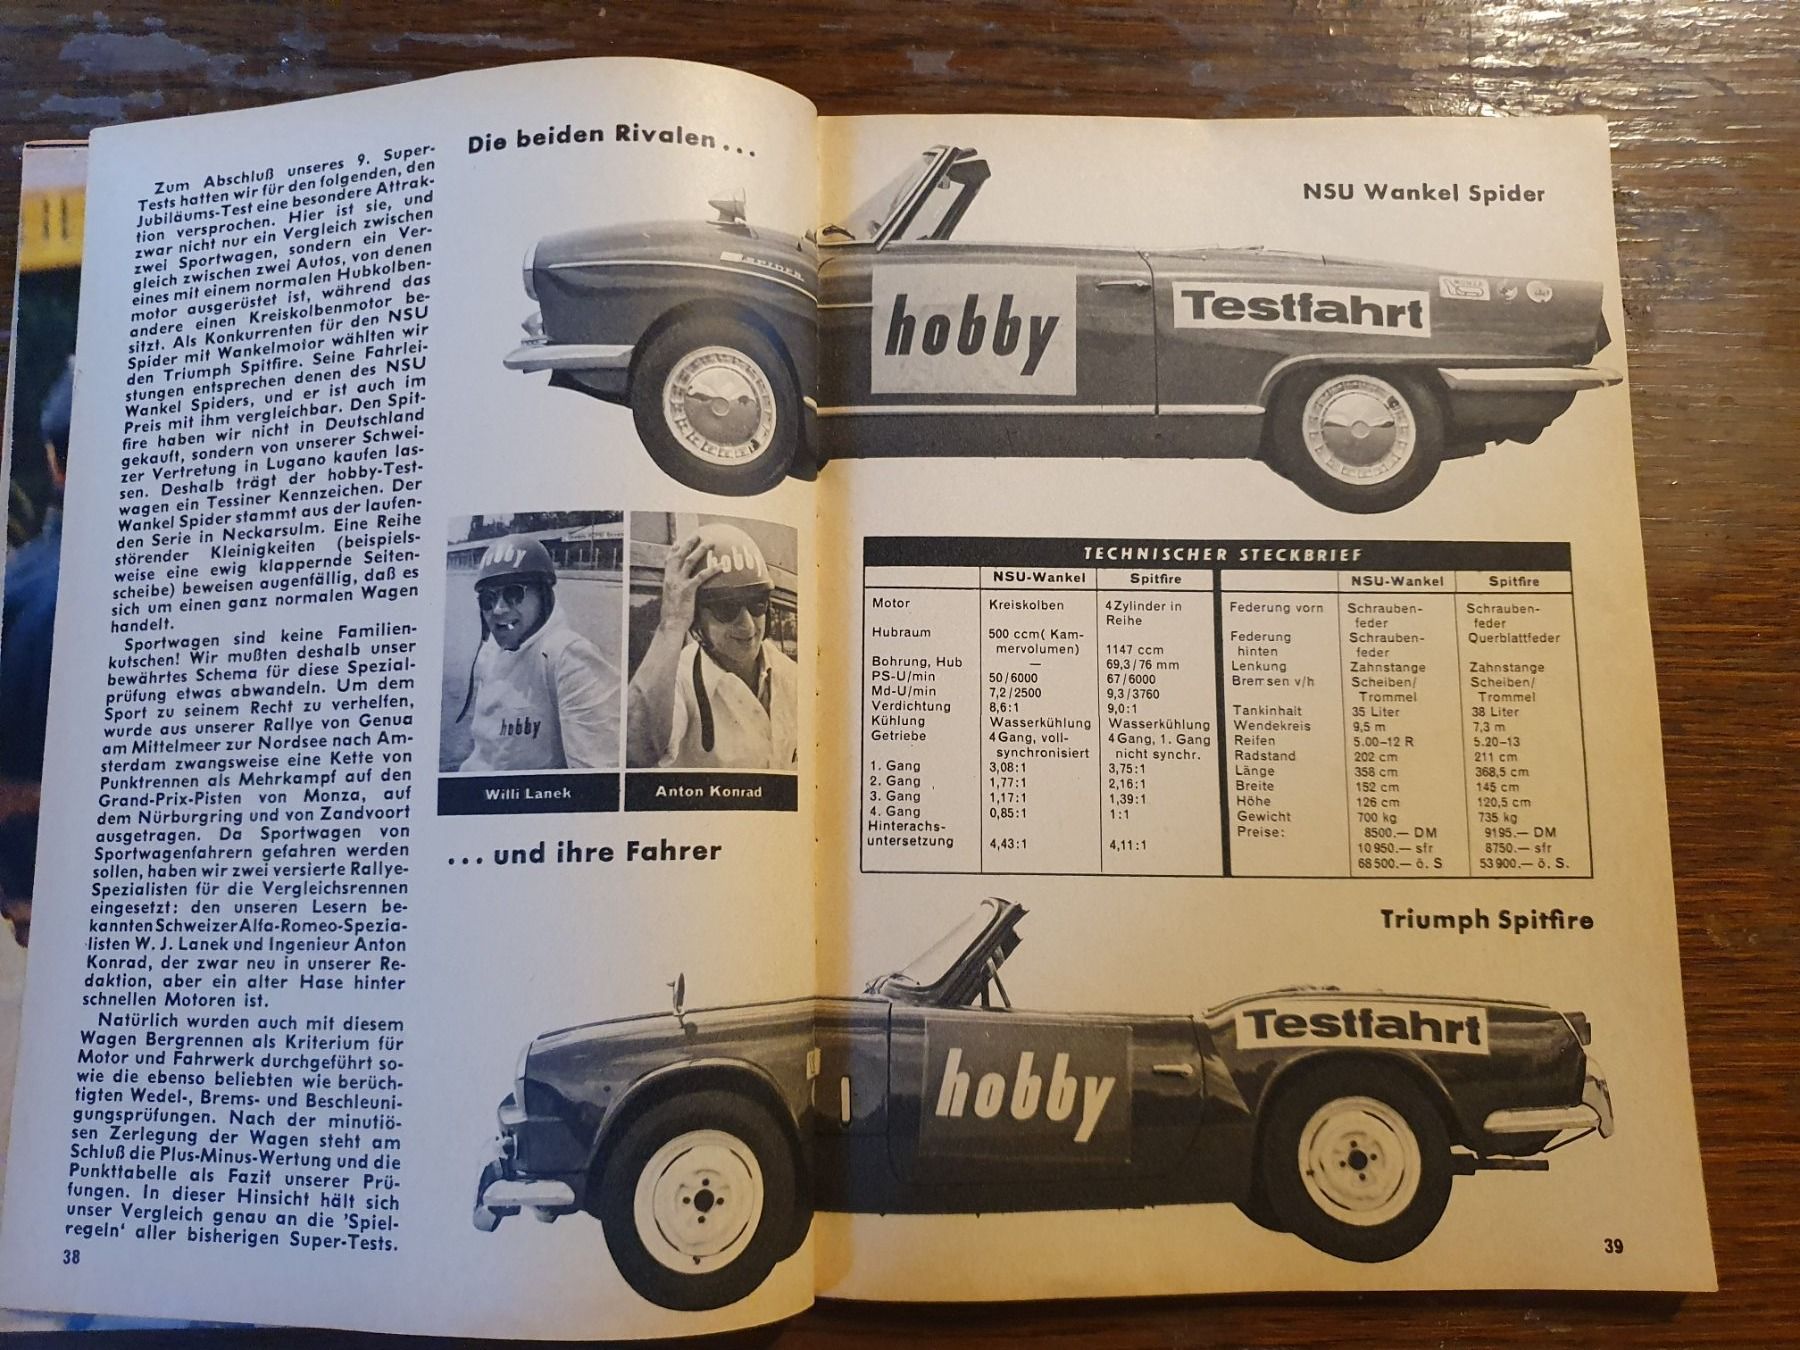 Zum Abschluß unseres 9. Super-
Tests hatten wir für den folgenden, den
Jubiläums-Test eine besondere Attrak-
tion versprochen. Hier ist sie, und
zwar nicht nur ein Vergleich zwischen
zwei Sportwagen, sondern ein Ver-
gleich zwischen zwei Autos, von denen
eines mit einem normalen Hubkolben-
motor ausgerüstet ist, während das
andere einen Kreiskolbenmotor be-
sitzt. Als Konkurrenten für den NSU
Spider mit Wankelmotor wählten wir
den Triumph Spitfire. Seine Fahrlei-
stungen entsprechen denen des NSU
Wankel Spiders, und er ist auch im
Preis mit ihm vergleichbar. Den Spit-
fire haben wir nicht in Deutschland
gekauft, sondern von unserer Schwei-
zer Vertretung in Lugano kaufen las-
sen. Deshalb trägt der hobby-Test-
wagen ein Tessiner Kennzeichen. Der
Wankel Spider stammt aus der laufen-
den Serie in Neckarsulm. Eine Reihe
störender Kleinigkeiten (beispiels-
weise eine ewig klappernde Seiten-
scheibe) beweisen augenfällig, daß es
sich um einen ganz normalen Wagen
handelt.
Sportwagen sind keine Familien-
kutschen! Wir mußten deshalb unser
bewährtes Schema für diese Spezial-
prüfung etwas abwandeln. Um dem
Sport zu seinem Recht zu verhelfen,
wurde aus unserer Rallye von Genua
am Mittelmeer zur Nordsee nach Am-
sterdam zwangsweise eine Kette von
Punktrennen als Mehrkampf auf den
Grand-Prix-Pisten von Monza, auf
dem Nürburgring und von Zandvoort
ausgetragen. Da Sportwagen von
Sportwagenfahrern gefahren werden
sollen, haben wir zwei versierte Rallye-
Spezialisten für die Vergleichsrennen
eingesetzt: den unseren Lesern be-
kannten Schweizer Alfa-Romeo-Spezia-
listen W. J. Lanek und Ingenieur Anton
Konrad, der zwar neu in unserer Re-
daktion, aber ein alter Hase hinter
schnellen Motoren ist.
Natürlich wurden auch mit diesem
Wagen Bergrennen als Kriterium für
Motor und Fahrwerk durchgeführt so-
wie die ebenso beliebten wie berüch-
tigten Wedel-, Brems- und Beschleuni-
gungsprüfungen. Nach der minutiö-
sen Zerlegung der Wagen steht am
Schluß die Plus-Minus-Wertung und die
Punkttabelle als Fazit unserer Prü-
fungen. In dieser Hinsicht hält sich
unser Vergleich genau an die 'Spiel-
regeln' aller bisherigen Super-Tests.
38
Die beiden Rivalen...
NSU Wankel Spider
hobby
Testfahrt
hobby
hobby
hobby
Willi Lanek
Anton Konrad
... und ihre Fahrer
TECHNISCHER STECKBRIEF
NSU-Wankel Spitfire
Motor Kreiskolben 4 Zylinder in
Reihe
Hubraum 500 ccm( Kam-
mervolumen) 1147 ccm
Bohrung, Hub — 69,3/76 mm
PS-U/min 50/6000 67/6000
Md-U/min 7,2/2500 9,3/3760
Verdichtung 8,6:1 9,0:1
Kühlung Wasserkühlung Wasserkühlung
Getriebe 4 Gang, voll- 4 Gang, 1. Gang
synchronisiert nicht synchr.
1. Gang 3,08:1 3,75:1
2. Gang 1,77:1 2,16:1
3. Gang 1,17:1 1,39:1
4. Gang 0,85:1 1:1
Hinterachs-
untersetzung 4,43:1 4,11:1
NSU-Wankel Spitfire
Federung vorn Schrauben- Schrauben-
feder feder
Federung Schrauben- Querblattfeder
hinten feder
Lenkung Zahnstange Zahnstange
Bremsen v/h Scheiben/ Scheiben/
Trommel Trommel
Tankinhalt 35 Liter 38 Liter
Wendekreis 9,5 m 7,3 m
Reifen 5.00–12 R 5.20–13
Radstand 202 cm 211 cm
Länge 358 cm 368,5 cm
Breite 152 cm 145 cm
Höhe 126 cm 120,5 cm
Gewicht 700 kg 735 kg
Preise: 8500.— DM 9195.— DM
10950.— sfr 8750.— sfr
68500.— ö. S 53900.— ö. S.
Triumph Spitfire
hobby
Testfahrt
39